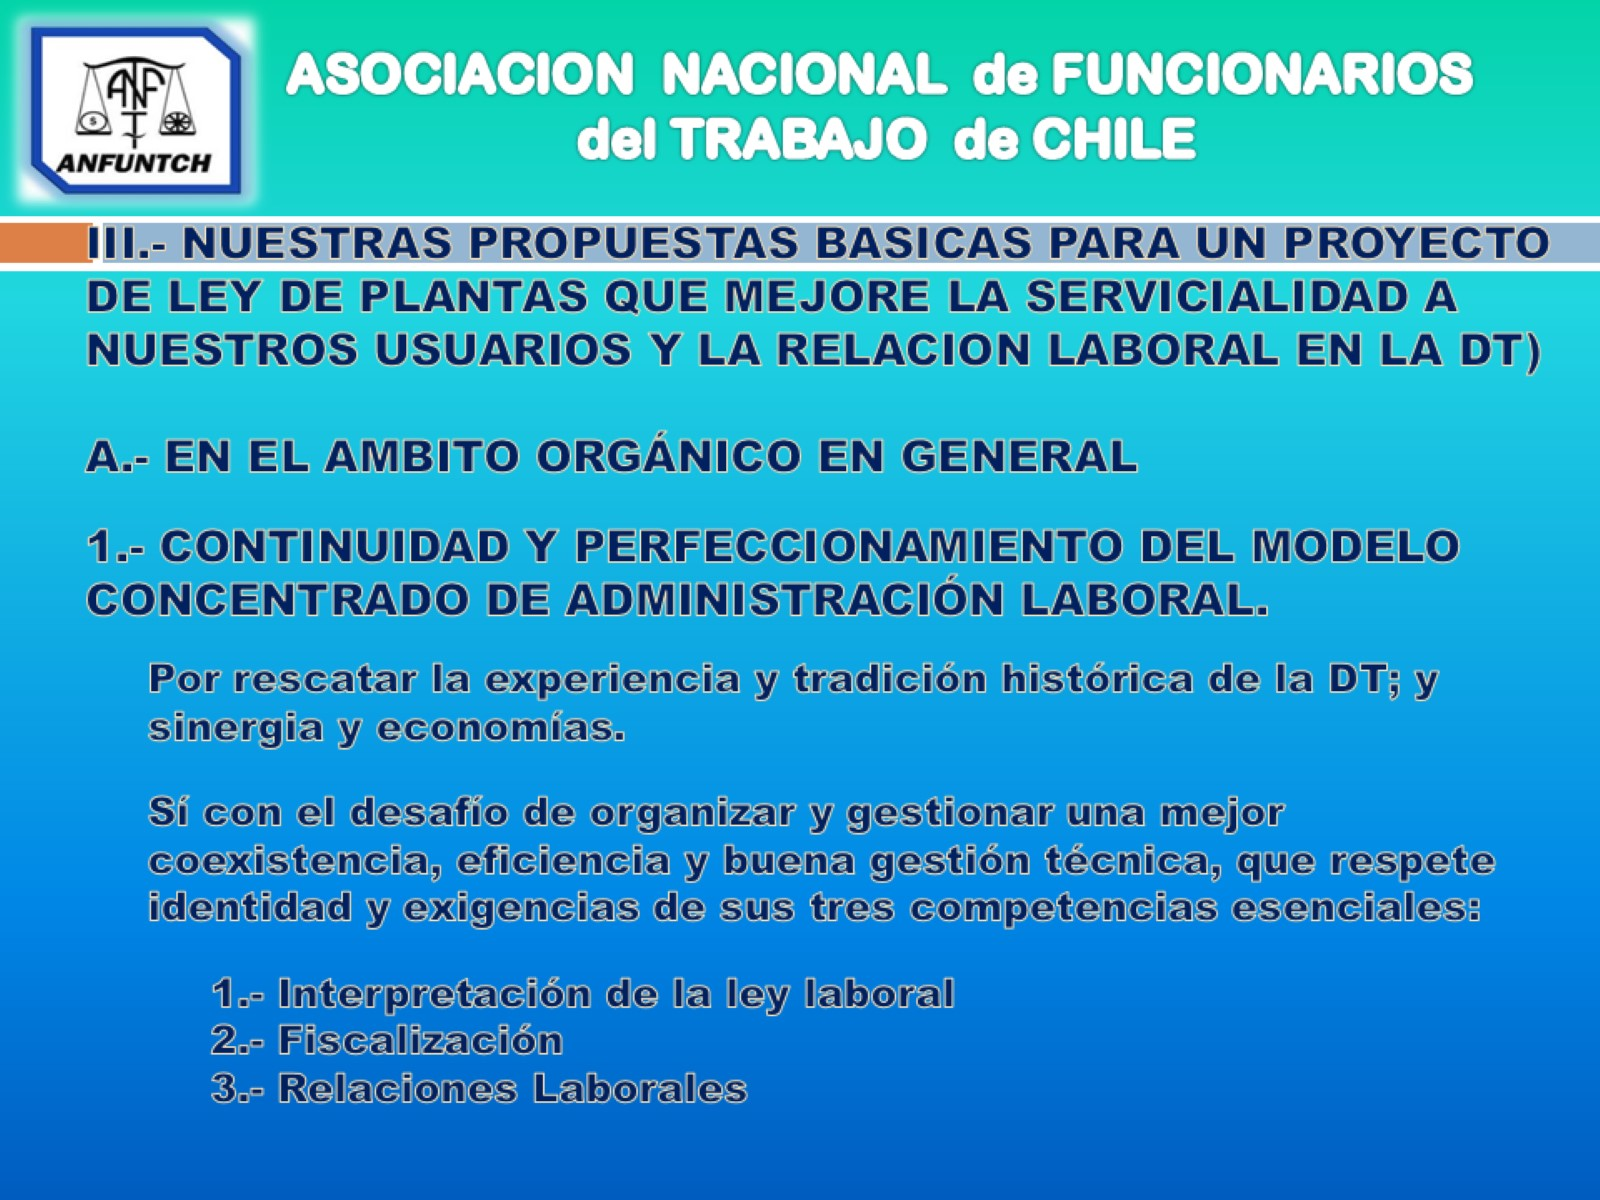 ANFT
$
ANFUNTCH
ASOCIACION NACIONAL de FUNCIONARIOS
del TRABAJO de CHILE
III.- NUESTRAS PROPUESTAS BASICAS PARA UN PROYECTO
DE LEY DE PLANTAS QUE MEJORE LA SERVICIALIDAD A
NUESTROS USUARIOS Y LA RELACION LABORAL EN LA DT)
A.- EN EL AMBITO ORGÁNICO EN GENERAL
1.- CONTINUIDAD Y PERFECCIONAMIENTO DEL MODELO
CONCENTRADO DE ADMINISTRACIÓN LABORAL.
Por rescatar la experiencia y tradición histórica de la DT; y
sinergia y economías.
Sí con el desafío de organizar y gestionar una mejor
coexistencia, eficiencia y buena gestión técnica, que respete
identidad y exigencias de sus tres competencias esenciales:
1.- Interpretación de la ley laboral
2.- Fiscalización
3.- Relaciones Laborales